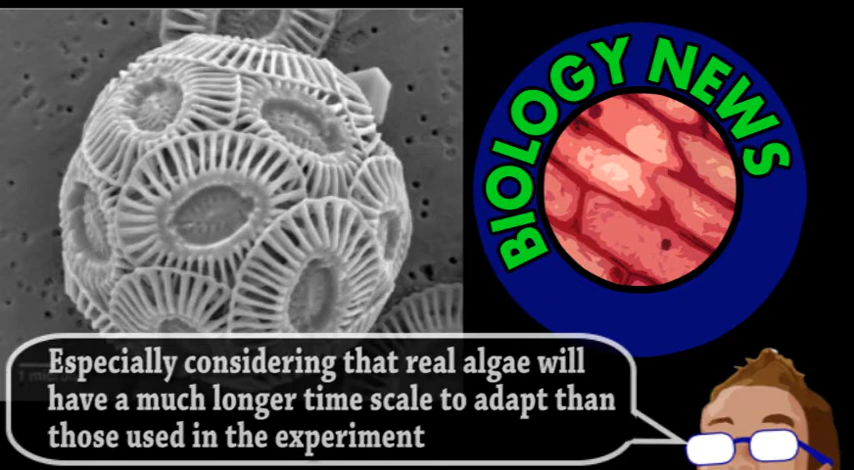 BIOLOGY NEWS
Especially considering that real algae will
have a much longer time scale to adapt than
those used in the experiment